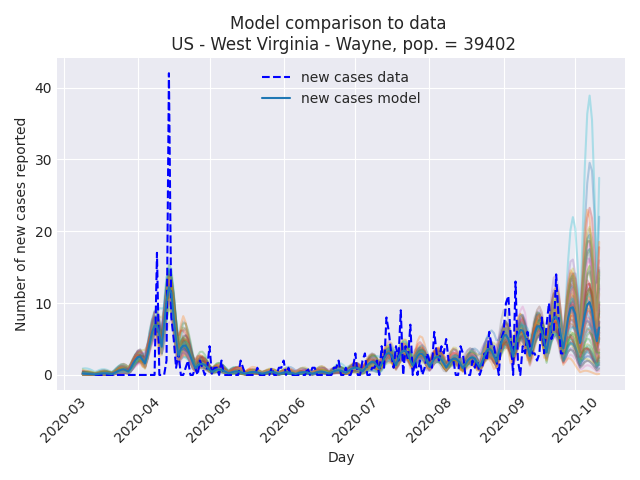 Model comparison to data
US - West Virginia - Wayne, pop. = 39402
new cases data
new cases model
Number of new cases reported
40
30
20
10
0
2020-03
2020-04
2020-05
2020-06
2020-07
2020-08
2020-09
2020-10
Day